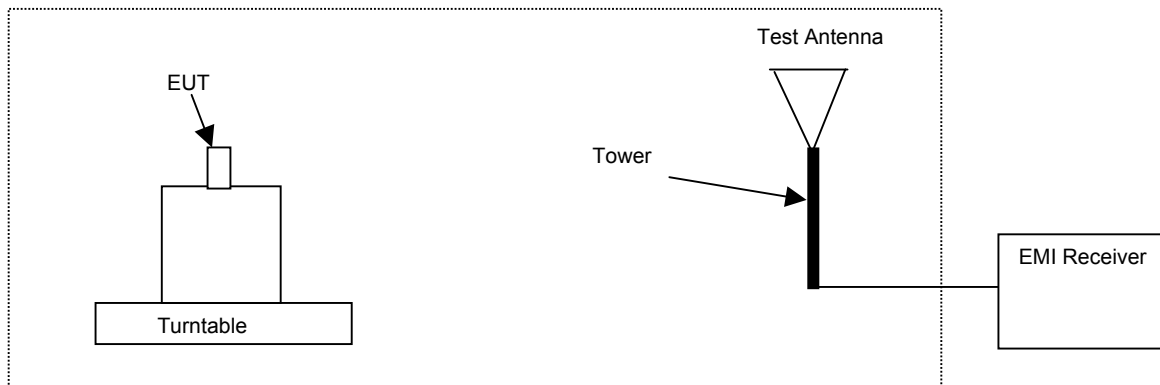 Test Antenna
EUT
Tower
EMI Receiver
Turntable